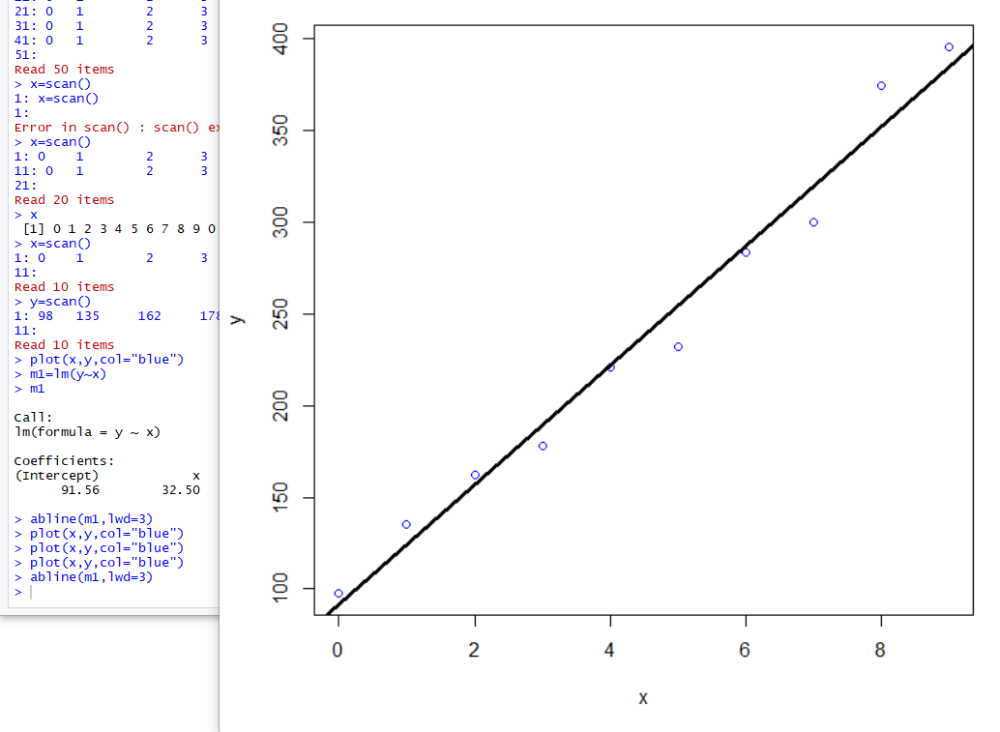 21: 0 1 2 3
31: 0 1 2 3
41: 0 1 2 3
51:
Read 50 items
> x=scan()
1: x=scan()
1:
Error in scan() : scan()
> x=scan()
1: 0 1 2 3
11: 0 1 2 3
21:
Read 20 items
> x
[1] 0 1 2 3 4 5 6 7 8 9 0
> x=scan()
1: 0 1 2 3
11:
Read 10 items
> y=scan()
1: 98 135 162 178
11:
Read 10 items
> plot(x,y,col="blue")
> m1=lm(y~x)
> m1
Call:
lm(formula = y ~ x)
Coefficients:
(Intercept) x
91.56 32.50
> abline(m1,lwd=3)
> plot(x,y,col="blue")
> plot(x,y,col="blue")
> plot(x,y,col="blue")
> abline(m1,lwd=3)
>
400
350
300
250
200
150
100
y
0 2 4 6 8
x